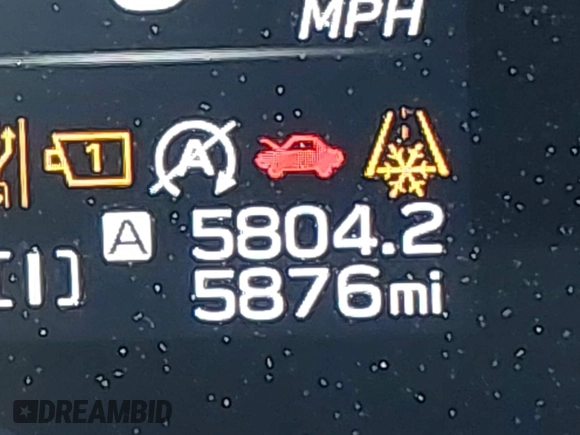 MPH
1
A
A 5804.2
[I] 5876mi
DREAMBID